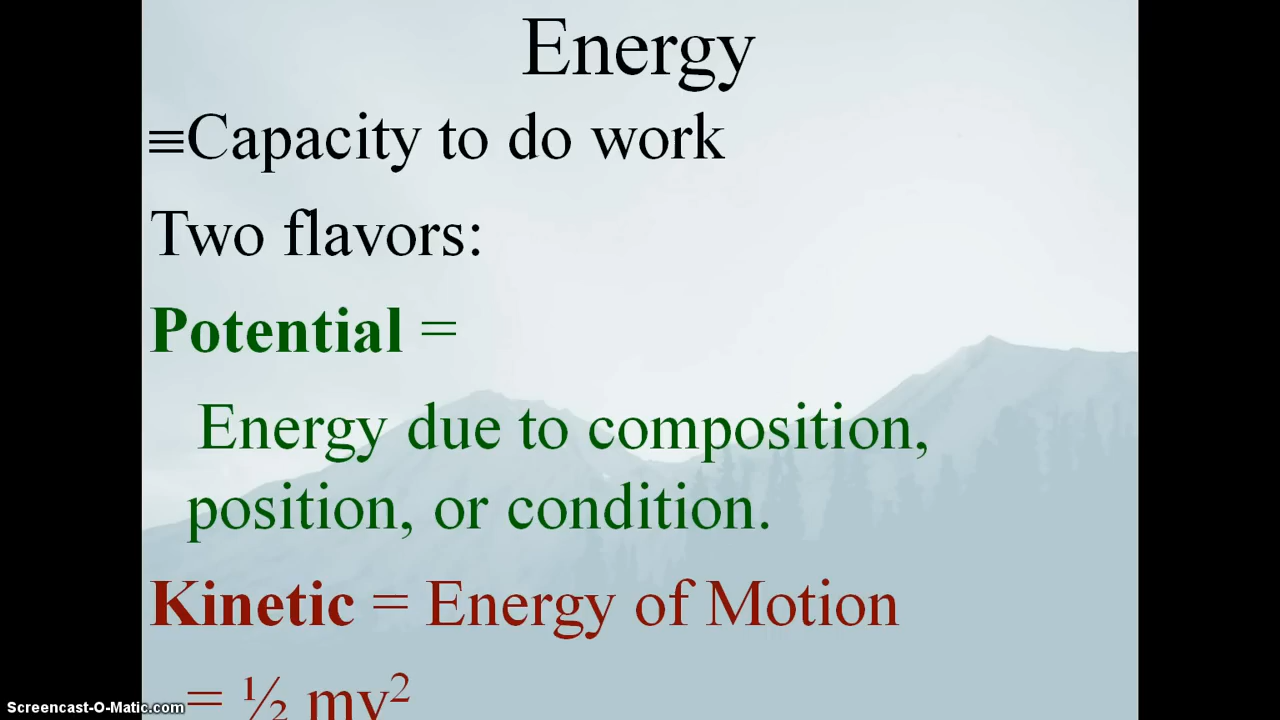 Energy
≡Capacity to do work
Two flavors:
Potential =
Energy due to composition,
position, or condition.
Kinetic = Energy of Motion
= ½ mv²
Screencast-O-Matic.com